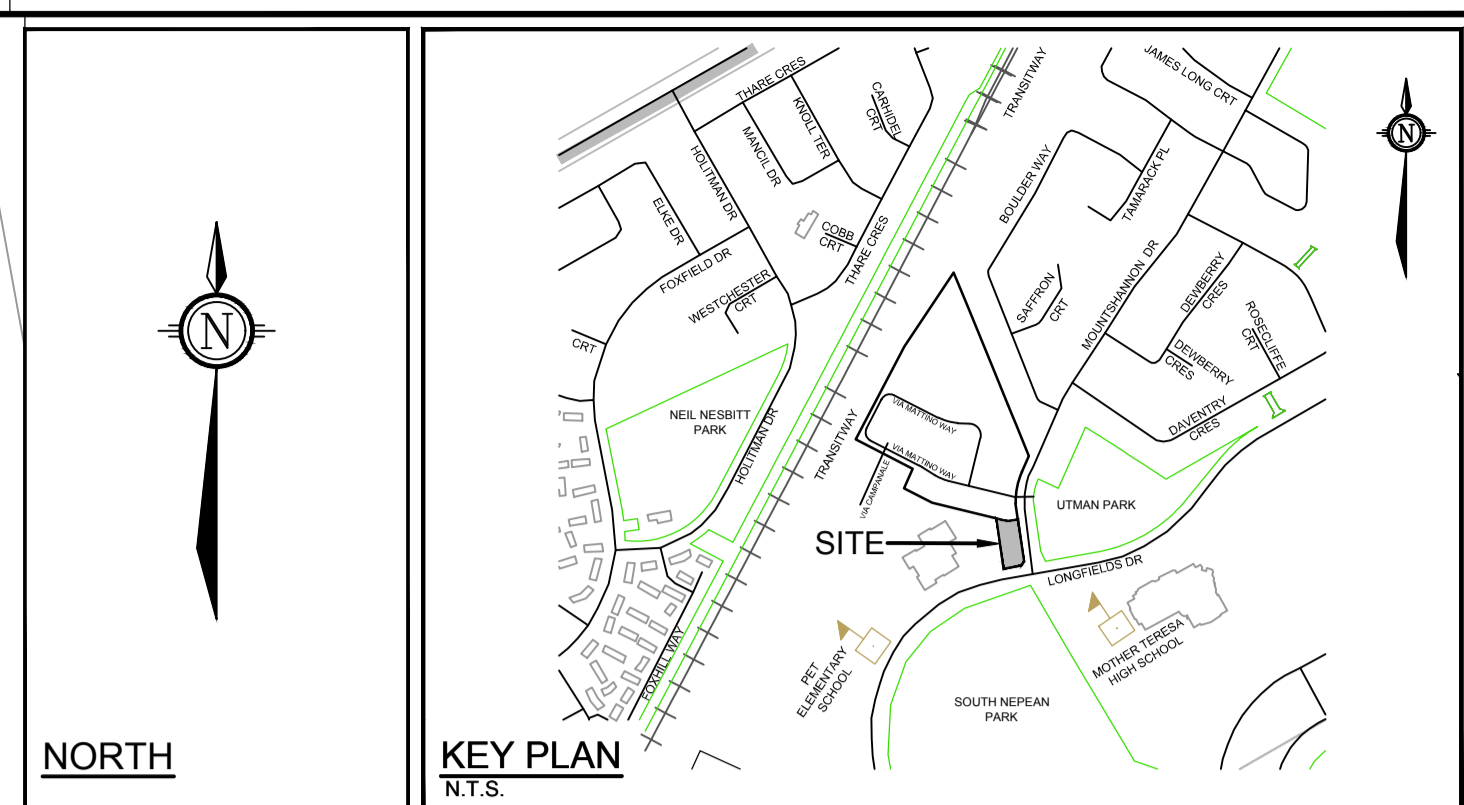 N
NORTH
THARE CRES
KNOLL TER
MANCIL DR
CARHIDEL
CRT
HOLITMAN DR
ELKE DR
FOXFIELD DR
WESTCHESTER
CRT
COBB
CRT
THARE CRES
CRT
NEIL NESBITT
PARK
HOLITMAN DR
FOXHILL WAY
TRANSITWAY
TRANSITWAY
JAMES LONG CRT
N
BOULDER WAY
TAMARACK PL
SAFFRON
CRT
MOUNTSHANNON DR
DEWBERRY
CRES
DEWBERRY
CRES
ROSECLIFFE
CRT
DAVENTRY
CRES
VIA MATTINO WAY
VIA MATTINO WAY
VIA CAMPANALE
UTMAN PARK
SITE
LONGFIELDS DR
PET
ELEMENTARY
SCHOOL
MOTHER TERESA
HIGH SCHOOL
SOUTH NEPEAN
PARK
KEY PLAN
N.T.S.